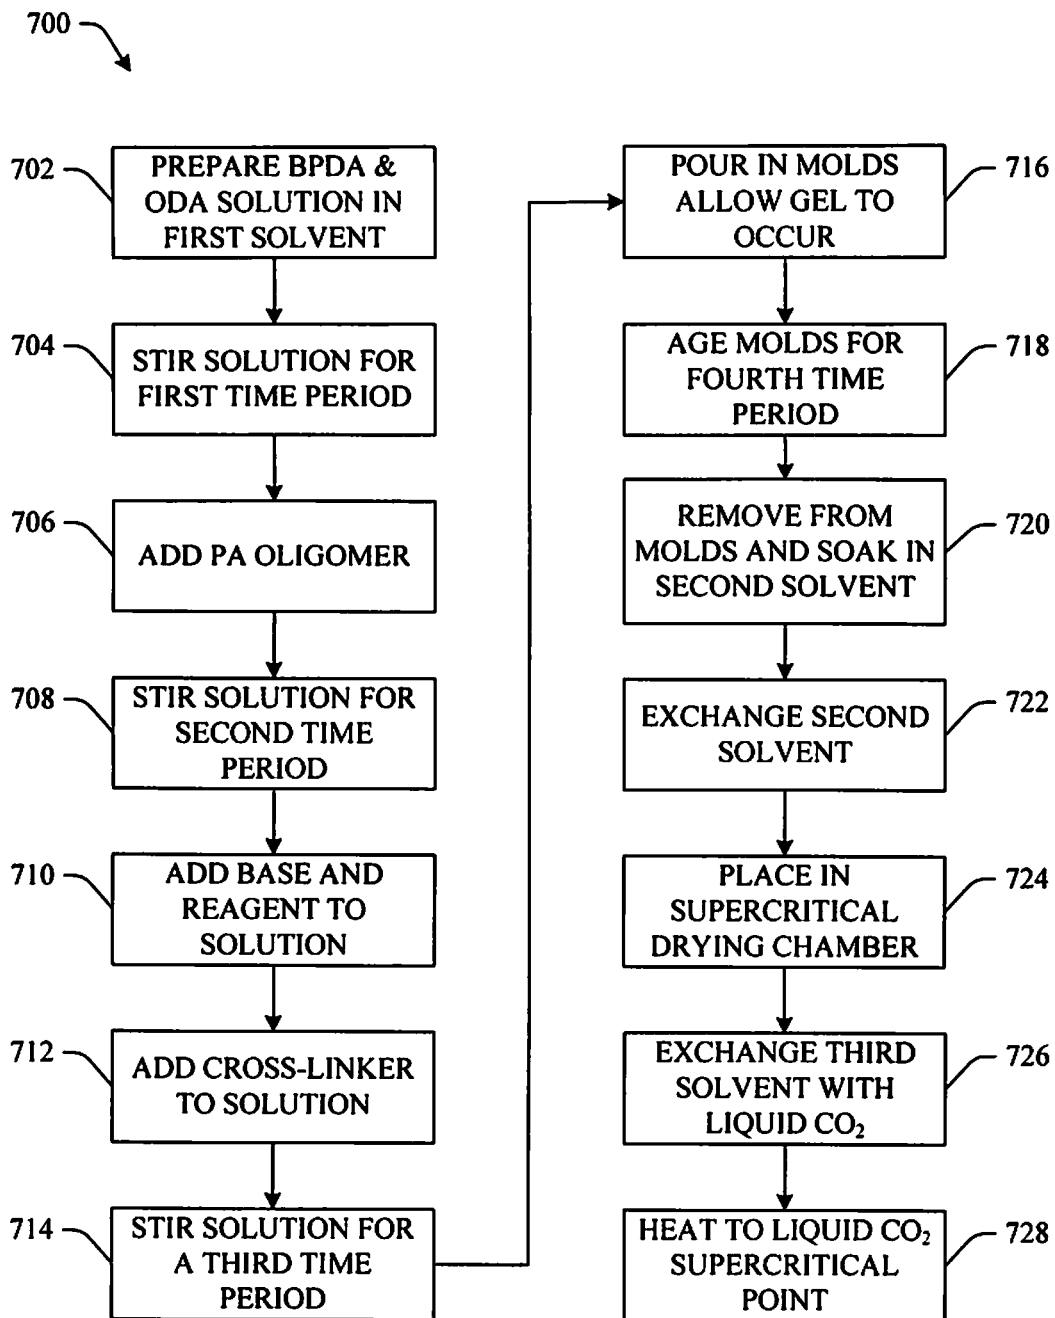 700
702
PREPARE BPDA &
ODA SOLUTION IN
FIRST SOLVENT
704
STIR SOLUTION FOR
FIRST TIME PERIOD
706
ADD PA OLIGOMER
708
STIR SOLUTION FOR
SECOND TIME
PERIOD
710
ADD BASE AND
REAGENT TO
SOLUTION
712
ADD CROSS-LINKER
TO SOLUTION
714
STIR SOLUTION FOR
A THIRD TIME
PERIOD
POUR IN MOLDS
ALLOW GEL TO
OCCUR
716
AGE MOLDS FOR
FOURTH TIME
PERIOD
718
REMOVE FROM
MOLDS AND SOAK IN
SECOND SOLVENT
720
EXCHANGE SECOND
SOLVENT
722
PLACE IN
SUPERCRITICAL
DRYING CHAMBER
724
EXCHANGE THIRD
SOLVENT WITH
LIQUID CO₂
726
HEAT TO LIQUID CO₂
SUPERCRITICAL
POINT
728